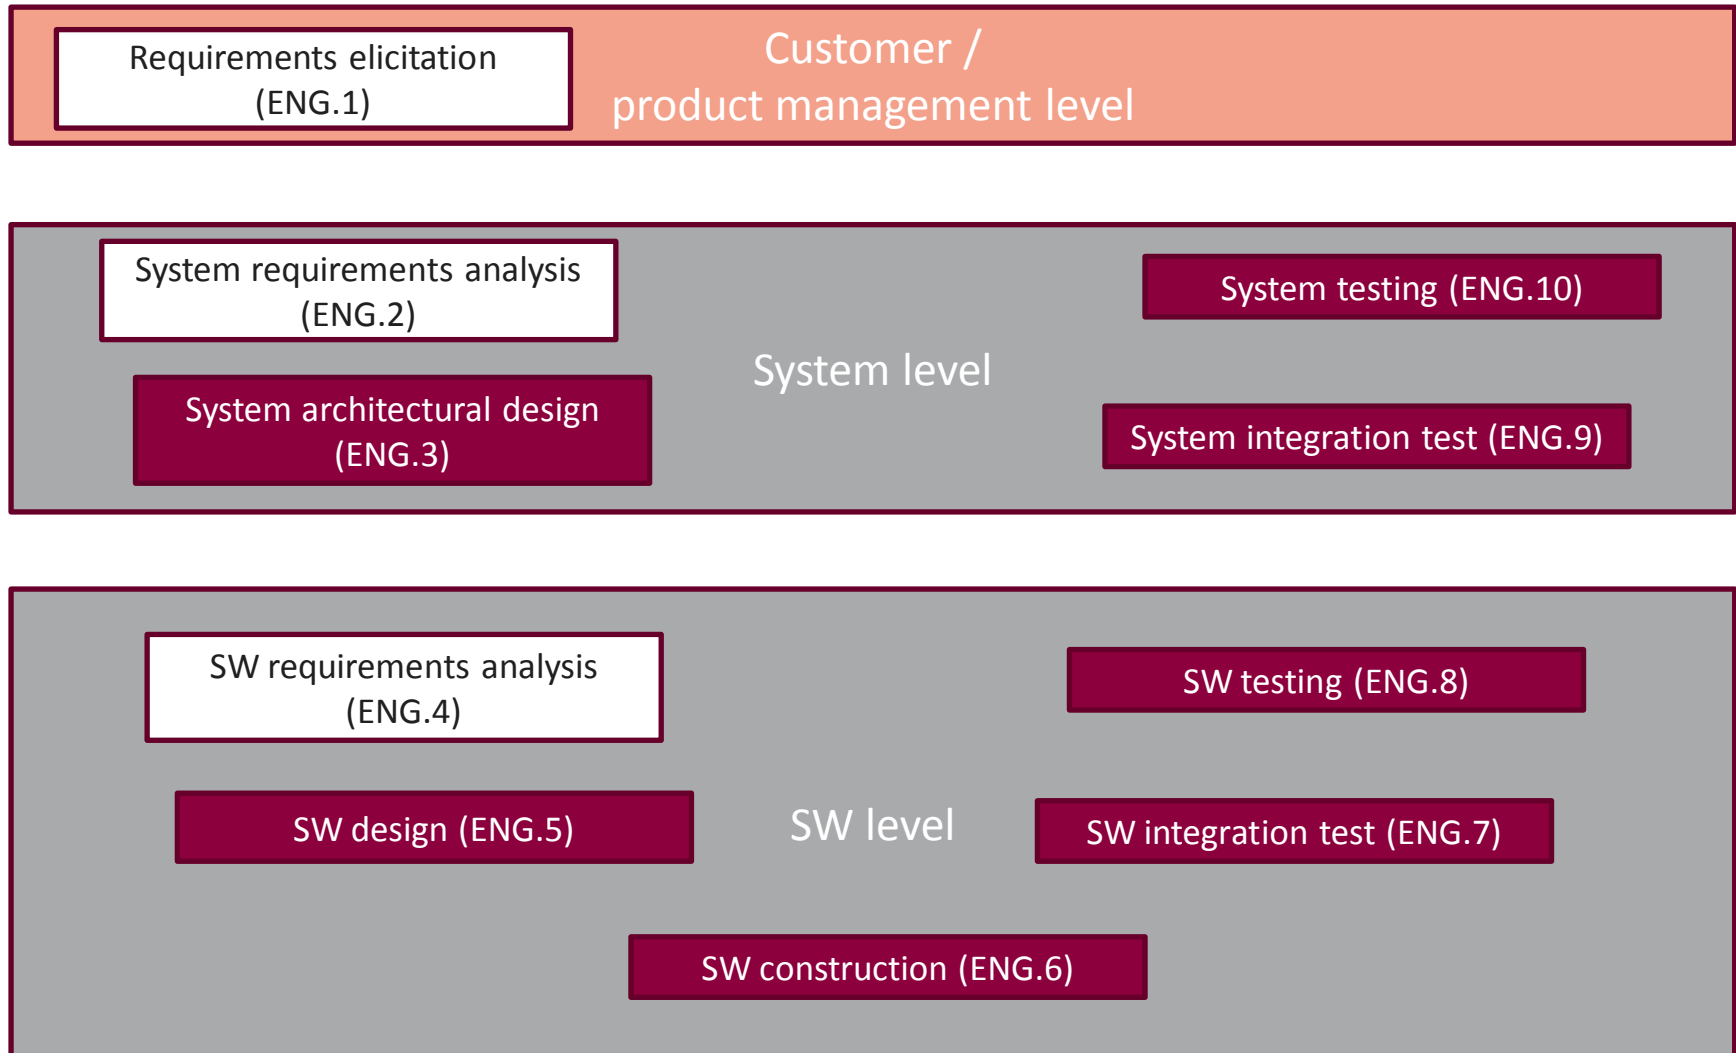 Requirements elicitation
(ENG.1)
Customer /
product management level
System requirements analysis
(ENG.2)
System testing (ENG.10)
System level
System architectural design
(ENG.3)
System integration test (ENG.9)
SW requirements analysis
(ENG.4)
SW testing (ENG.8)
SW design (ENG.5)
SW level
SW integration test (ENG.7)
SW construction (ENG.6)